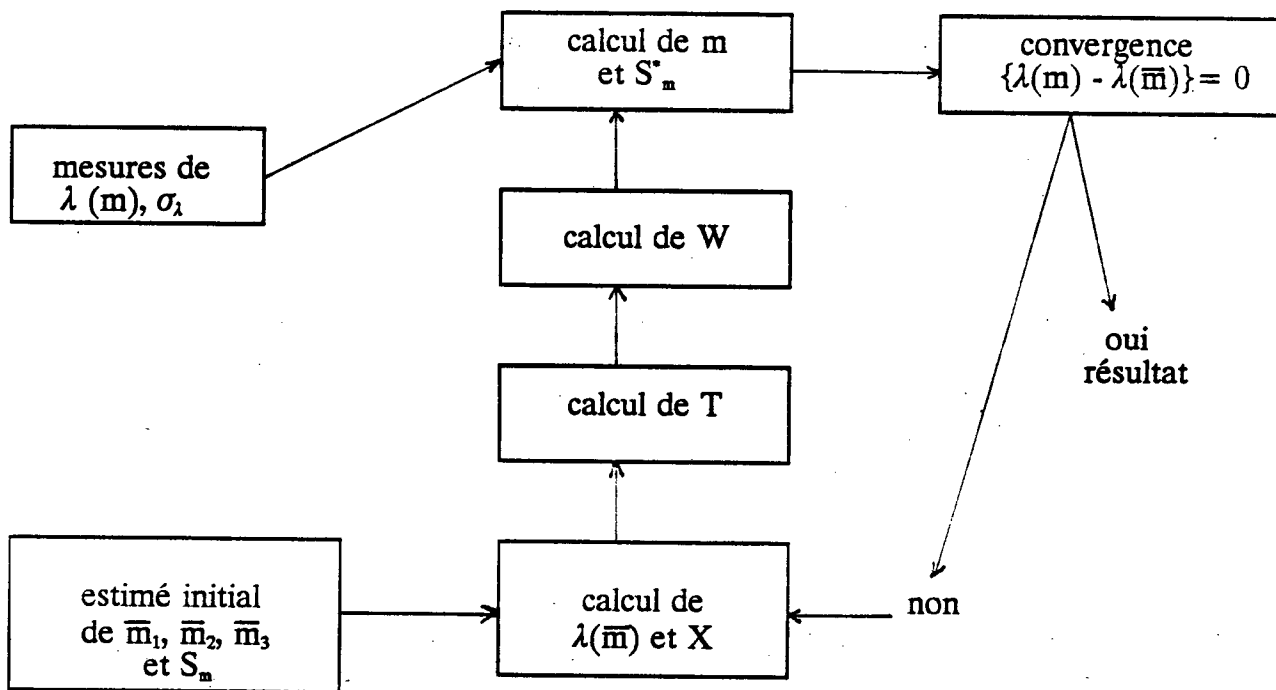 calcul de m
et S*ₘ
convergence
{λ(m) - λ(m̅)} = 0
mesures de
λ (m), σ_λ
calcul de W
oui
résultat
calcul de T
estimé initial
de m̅₁, m̅₂, m̅₃
et Sₘ
calcul de
λ(m̅) et X
non